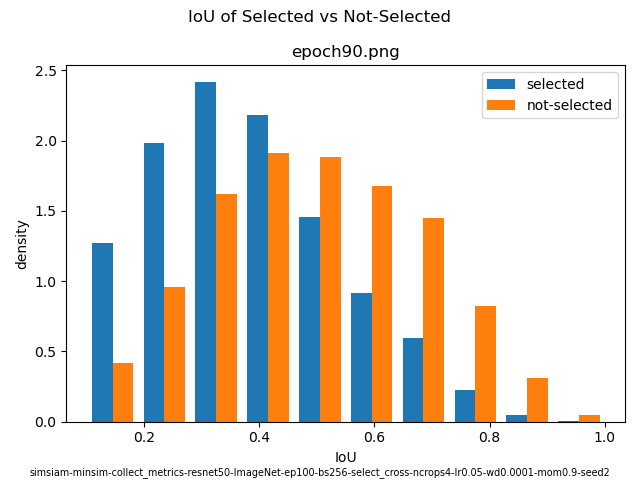 IoU of Selected vs Not-Selected
epoch90.png
selected
not-selected
density
2.5
2.0
1.5
1.0
0.5
0.0
0.2
0.4
0.6
0.8
1.0
IoU
simsiam-minsim-collect_metrics-resnet50-ImageNet-ep100-bs256-select_cross-ncrops4-lr0.05-wd0.0001-mom0.9-seed2